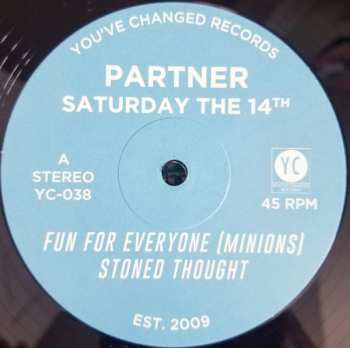 YOU'VE CHANGED RECORDS
PARTNER
SATURDAY THE 14TH
A
STEREO
YC-038
YC
45 RPM
FUN FOR EVERYONE (MINIONS)
STONED THOUGHT
EST. 2009